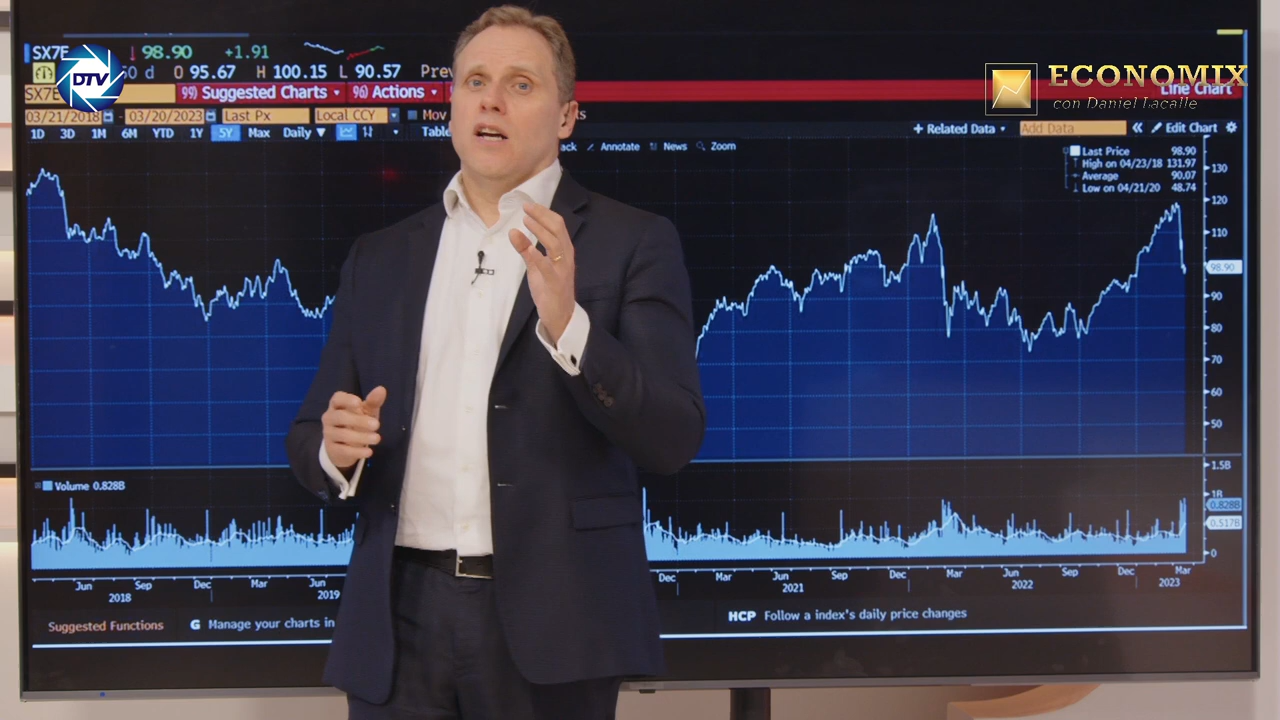 SX7E ↓ 98.90 +1.91
DTV
d O 95.67 H 100.15 L 90.57 Prev
ECONOMIX
con Daniel Lacalle
SX7E 99) Suggested Charts 96) Actions Line Chart
03/21/2018 - 03/20/2023 Last Px Local CCY Mov
1D 3D 1M 6M YTD 1Y 5Y Max Daily ▼ Table + Related Data Add Data « Edit Chart
Annotate News Zoom
Last Price 98.90
High on 04/23/18 131.97
Average 90.07
Low on 04/21/20 48.74
130
120
110
98.90
90
80
70
60
50
Volume 0.828B
1.5B
1B
0.828B
0.517B
0
Jun Sep Dec Mar Jun Dec Mar Jun Sep Dec Mar Jun Sep Dec Mar
2018 2019 2021 2022 2023
Suggested Functions G Manage your charts in HCP Follow a index's daily price changes